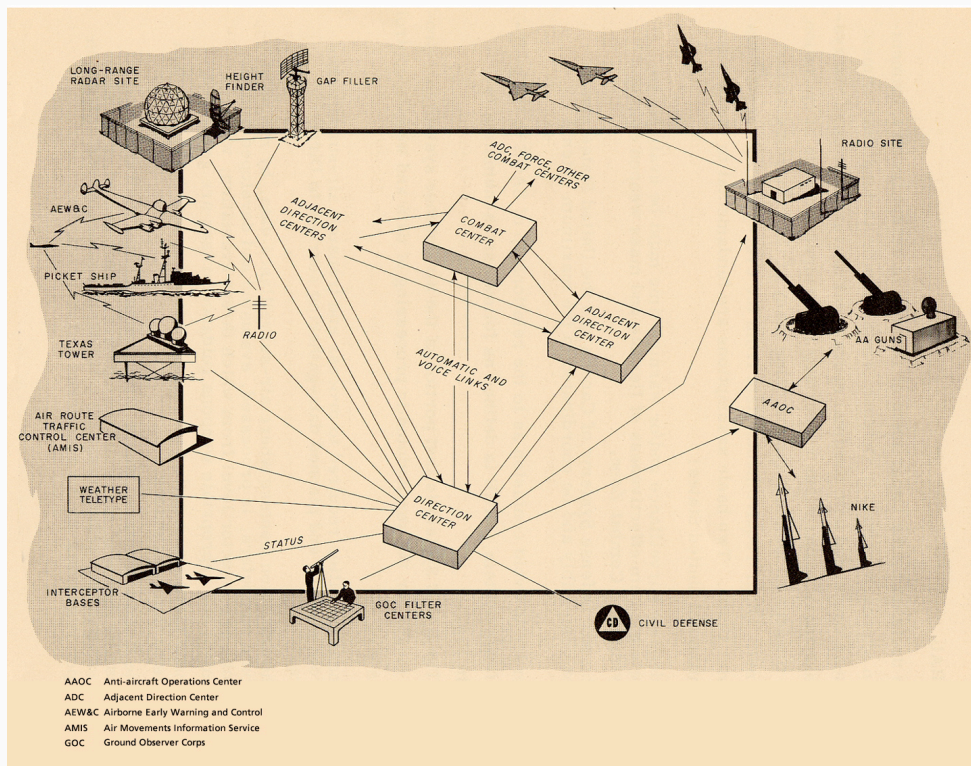 LONG-RANGE
RADAR SITE
HEIGHT
FINDER
GAP FILLER
ADC, FORCE, OTHER
COMBAT CENTERS
RADIO SITE
AEW&C
ADJACENT
DIRECTION
CENTERS
COMBAT
CENTER
PICKET SHIP
RADIO
ADJACENT
DIRECTION
CENTER
TEXAS
TOWER
AUTOMATIC AND
VOICE LINKS
AA GUNS
AIR ROUTE
TRAFFIC
CONTROL CENTER
(AMIS)
AAOC
WEATHER
TELETYPE
DIRECTION
CENTER
NIKE
STATUS
INTERCEPTOR
BASES
GOC FILTER
CENTERS
CD
CIVIL DEFENSE
AAOC Anti-aircraft Operations Center
ADC Adjacent Direction Center
AEW&C Airborne Early Warning and Control
AMIS Air Movements Information Service
GOC Ground Observer Corps